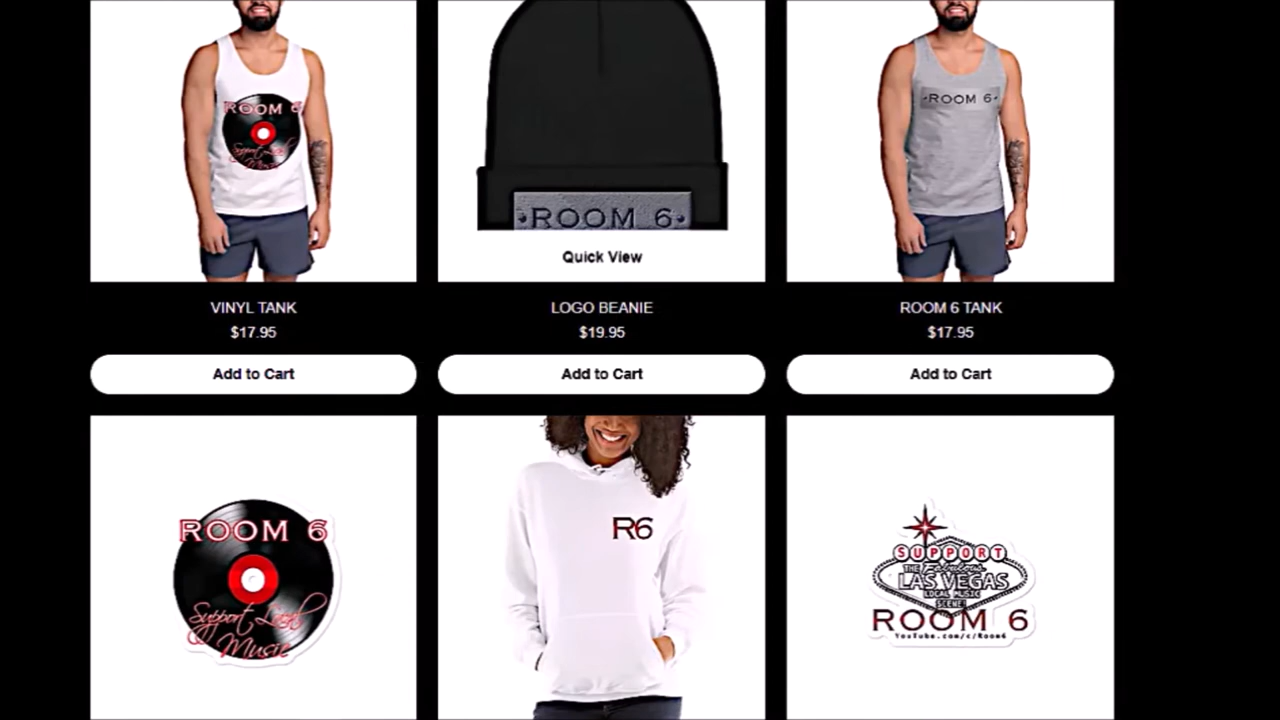 ROOM 6
Support Local
Music
ROOM 6
ROOM 6
Quick View
VINYL TANK
LOGO BEANIE
ROOM 6 TANK
$17.95
$19.95
$17.95
Add to Cart
Add to Cart
Add to Cart
ROOM 6
Support Local
Music
R6
SUPPORT
THE Fabulous
LAS VEGAS
LOCAL MUSIC
SCENE!
ROOM 6
YouTube.com/c/Room6